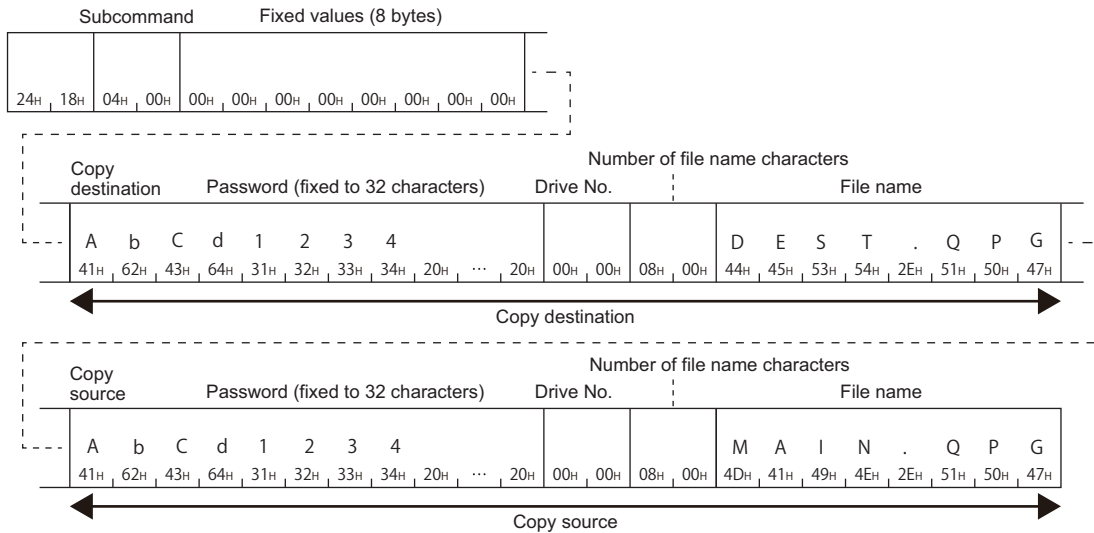 Subcommand Fixed values (8 bytes)
24H 18H 04H 00H 00H 00H 00H 00H 00H 00H 00H 00H
Number of file name characters
Copy
destination Password (fixed to 32 characters) Drive No. File name
A b C d 1 2 3 4 D E S T . Q P G
41H 62H 43H 64H 31H 32H 33H 34H 20H … 20H 00H 00H 08H 00H 44H 45H 53H 54H 2EH 51H 50H 47H
Copy destination
Number of file name characters
Copy
source Password (fixed to 32 characters) Drive No. File name
A b C d 1 2 3 4 M A I N . Q P G
41H 62H 43H 64H 31H 32H 33H 34H 20H … 20H 00H 00H 08H 00H 4DH 41H 49H 4EH 2EH 51H 50H 47H
Copy source